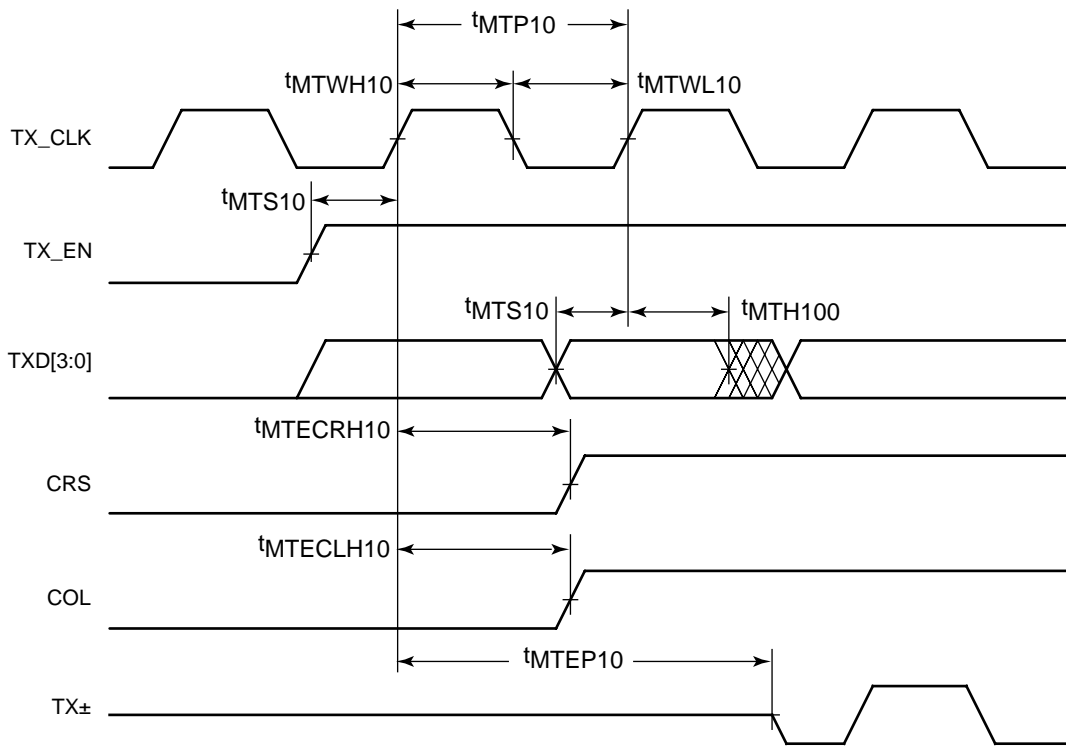 tMTP10
tMTWH10 tMTWL10
TX_CLK
tMTS10
TX_EN
tMTS10 tMTH100
TXD[3:0]
tMTECRH10
CRS
tMTECLH10
COL
tMTEP10
TX±